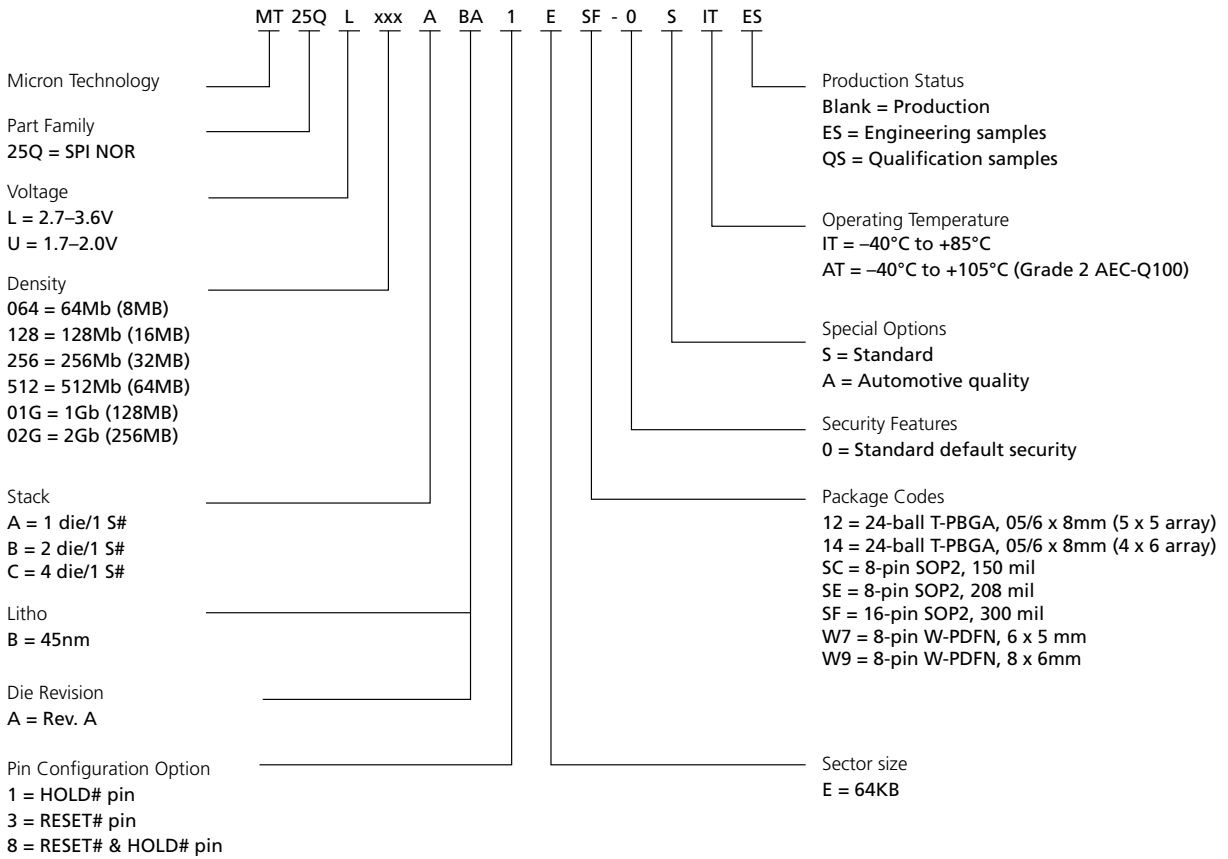 MT 25Q L xxx A BA 1 E SF - 0 S IT ES
Micron Technology
Part Family
25Q = SPI NOR
Voltage
L = 2.7–3.6V
U = 1.7–2.0V
Density
064 = 64Mb (8MB)
128 = 128Mb (16MB)
256 = 256Mb (32MB)
512 = 512Mb (64MB)
01G = 1Gb (128MB)
02G = 2Gb (256MB)
Stack
A = 1 die/1 S#
B = 2 die/1 S#
C = 4 die/1 S#
Litho
B = 45nm
Die Revision
A = Rev. A
Pin Configuration Option
1 = HOLD# pin
3 = RESET# pin
8 = RESET# & HOLD# pin
Production Status
Blank = Production
ES = Engineering samples
QS = Qualification samples
Operating Temperature
IT = –40°C to +85°C
AT = –40°C to +105°C (Grade 2 AEC-Q100)
Special Options
S = Standard
A = Automotive quality
Security Features
0 = Standard default security
Package Codes
12 = 24-ball T-PBGA, 05/6 x 8mm (5 x 5 array)
14 = 24-ball T-PBGA, 05/6 x 8mm (4 x 6 array)
SC = 8-pin SOP2, 150 mil
SE = 8-pin SOP2, 208 mil
SF = 16-pin SOP2, 300 mil
W7 = 8-pin W-PDFN, 6 x 5 mm
W9 = 8-pin W-PDFN, 8 x 6mm
Sector size
E = 64KB